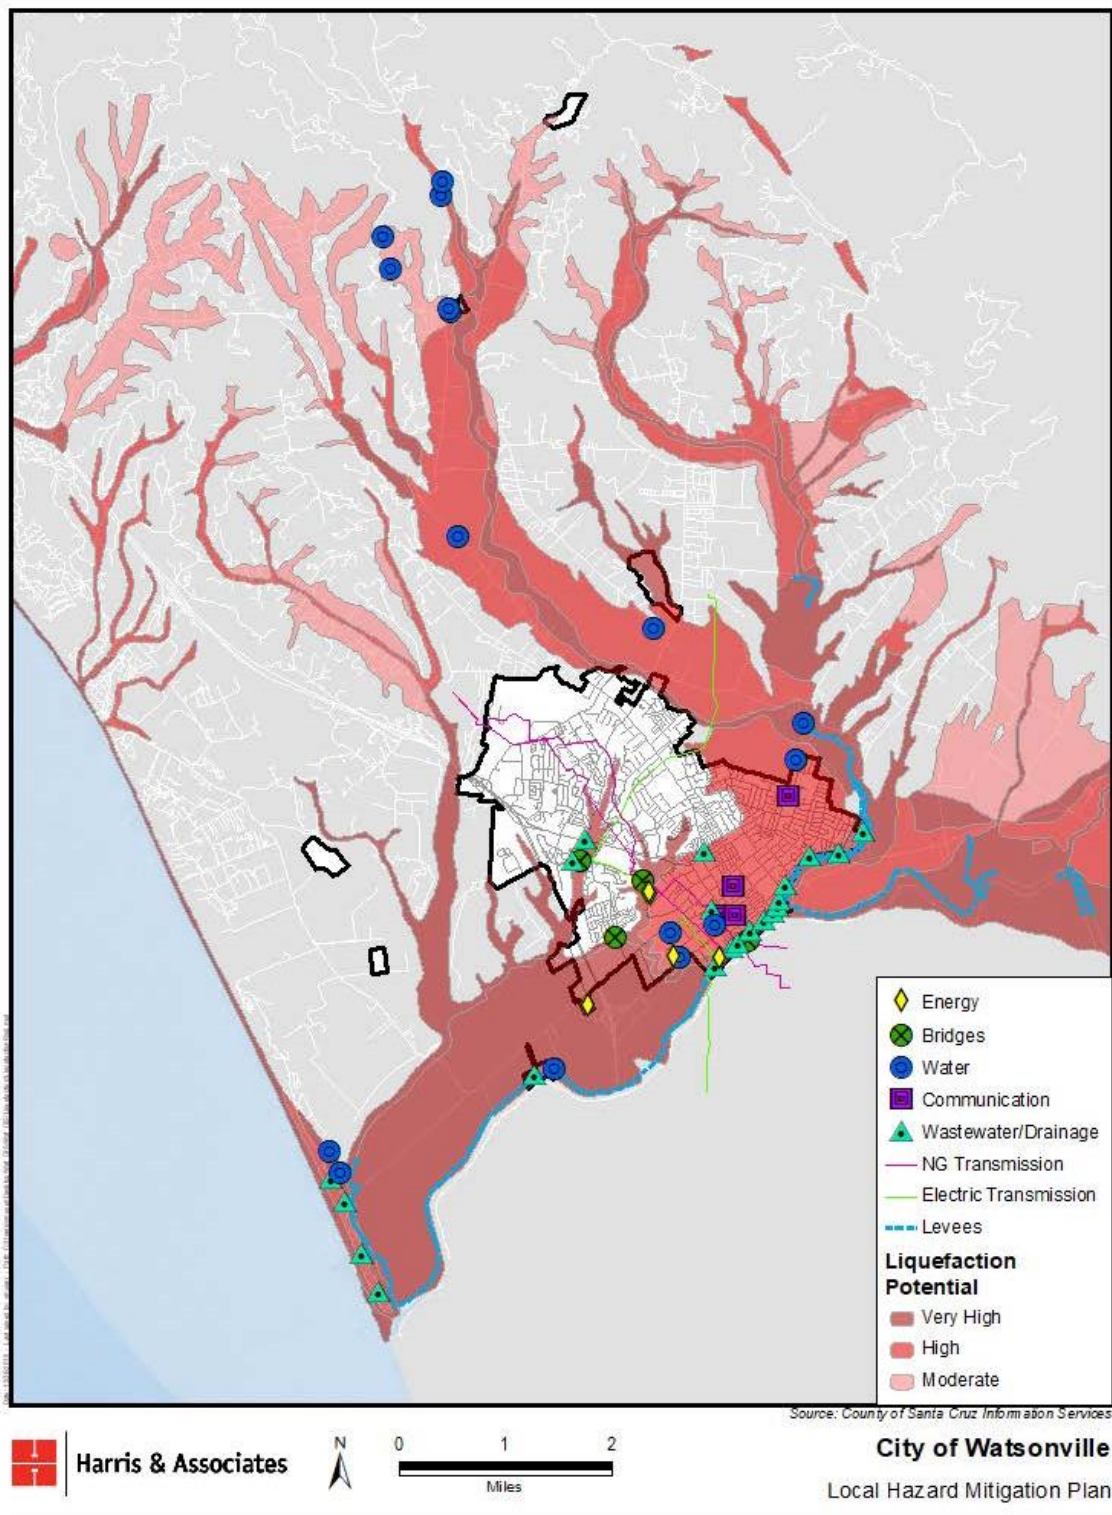 Energy
Bridges
Water
Communication
Wastewater/Drainage
NG Transmission
Electric Transmission
Levees
Liquefaction
Potential
Very High
High
Moderate
Source: County of Santa Cruz Information Services
Harris & Associates
N
0 1 2
Miles
City of Watsonville
Local Hazard Mitigation Plan